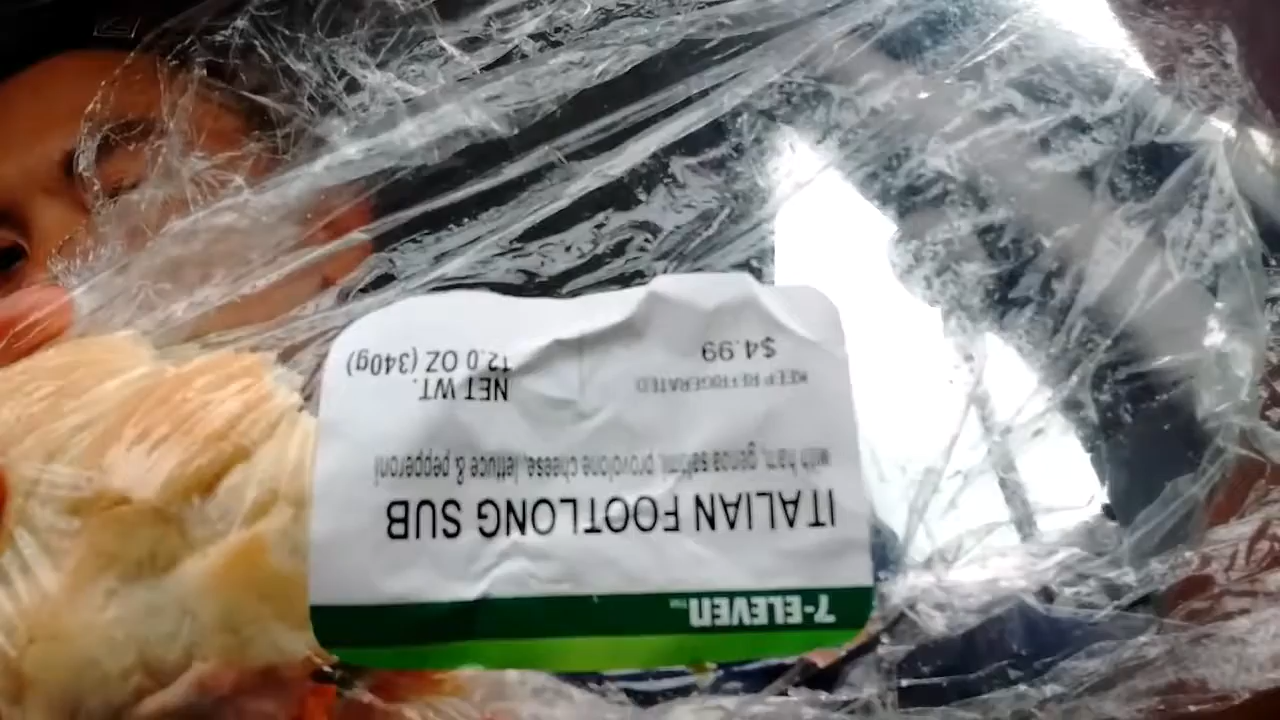 7-ELEVEn™
ITALIAN FOOTLONG SUB
with ham, genoa salami, provolone cheese, lettuce & pepperoni
KEEP REFRIGERATED
$4.99
NET WT.
12.0 OZ (340g)